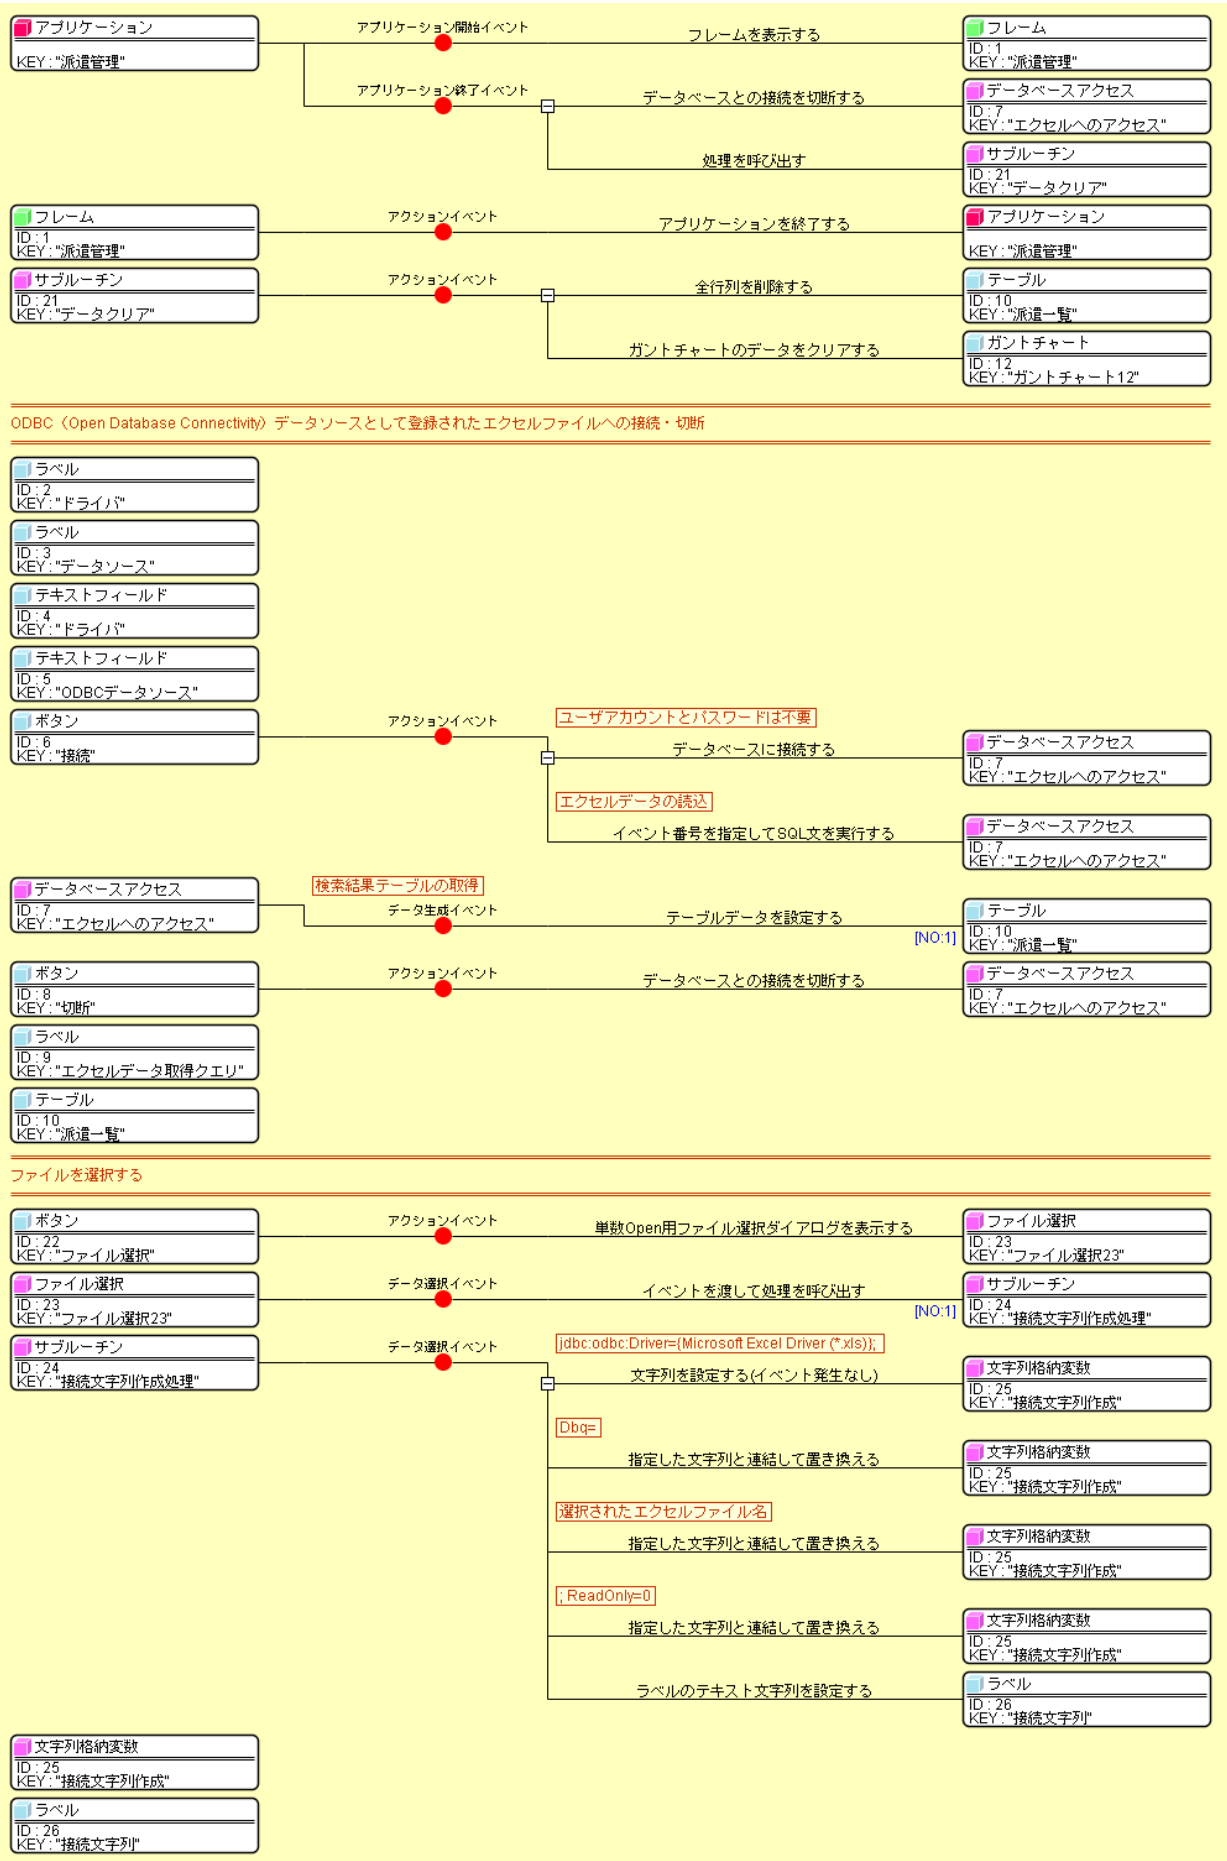 アプリケーション
KEY : "派遣管理"
アプリケーション開始イベント
フレームを表示する
フレーム
ID : 1
KEY : "派遣管理"
アプリケーション終了イベント
データベースとの接続を切断する
データベースアクセス
ID : 7
KEY : "エクセルへのアクセス"
処理を呼び出す
サブルーチン
ID : 21
KEY : "データクリア"
フレーム
ID : 1
KEY : "派遣管理"
アクションイベント
アプリケーションを終了する
アプリケーション
KEY : "派遣管理"
サブルーチン
ID : 21
KEY : "データクリア"
アクションイベント
全行列を削除する
テーブル
ID : 10
KEY : "派遣一覧"
ガントチャートのデータをクリアする
ガントチャート
ID : 12
KEY : "ガントチャート12"
ODBC（Open Database Connectivity）データソースとして登録されたエクセルファイルへの接続・切断
ラベル
ID : 2
KEY : "ドライバ"
ラベル
ID : 3
KEY : "データソース"
テキストフィールド
ID : 4
KEY : "ドライバ"
テキストフィールド
ID : 5
KEY : "ODBCデータソース"
ボタン
ID : 6
KEY : "接続"
アクションイベント
ユーザアカウントとパスワードは不要
データベースに接続する
データベースアクセス
ID : 7
KEY : "エクセルへのアクセス"
エクセルデータの読込
イベント番号を指定してSQL文を実行する
データベースアクセス
ID : 7
KEY : "エクセルへのアクセス"
データベースアクセス
ID : 7
KEY : "エクセルへのアクセス"
検索結果テーブルの取得
データ生成イベント
テーブルデータを設定する
[NO:1]
テーブル
ID : 10
KEY : "派遣一覧"
ボタン
ID : 8
KEY : "切断"
アクションイベント
データベースとの接続を切断する
データベースアクセス
ID : 7
KEY : "エクセルへのアクセス"
ラベル
ID : 9
KEY : "エクセルデータ取得クエリ"
テーブル
ID : 10
KEY : "派遣一覧"
ファイルを選択する
ボタン
ID : 22
KEY : "ファイル選択"
アクションイベント
単数Open用ファイル選択ダイアログを表示する
ファイル選択
ID : 23
KEY : "ファイル選択23"
ファイル選択
ID : 23
KEY : "ファイル選択23"
データ選択イベント
イベントを渡して処理を呼び出す
[NO:1]
サブルーチン
ID : 24
KEY : "接続文字列作成処理"
サブルーチン
ID : 24
KEY : "接続文字列作成処理"
データ選択イベント
jdbc:odbc:Driver={Microsoft Excel Driver (*.xls)};
文字列を設定する(イベント発生なし)
文字列格納変数
ID : 25
KEY : "接続文字列作成"
Dbq=
指定した文字列と連結して置き換える
文字列格納変数
ID : 25
KEY : "接続文字列作成"
選択されたエクセルファイル名
指定した文字列と連結して置き換える
文字列格納変数
ID : 25
KEY : "接続文字列作成"
; ReadOnly=0
指定した文字列と連結して置き換える
文字列格納変数
ID : 25
KEY : "接続文字列作成"
ラベルのテキスト文字列を設定する
ラベル
ID : 26
KEY : "接続文字列"
文字列格納変数
ID : 25
KEY : "接続文字列作成"
ラベル
ID : 26
KEY : "接続文字列"